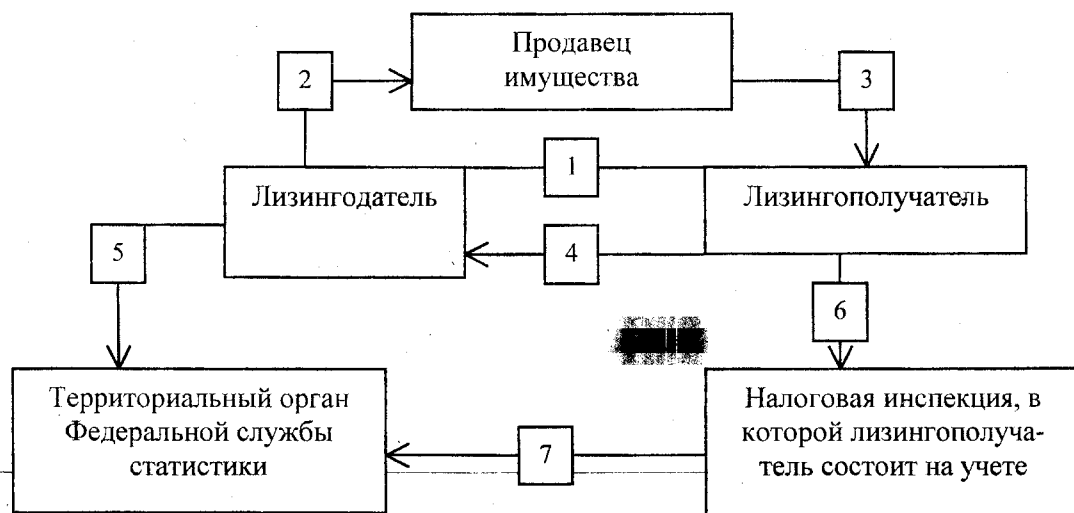 Продавец
имущества
2
3
1
Лизингодатель
Лизингополучатель
4
5
6
Территориальный орган
Федеральной службы
статистики
7
Налоговая инспекция, в
которой лизингополуча-
тель состоит на учете